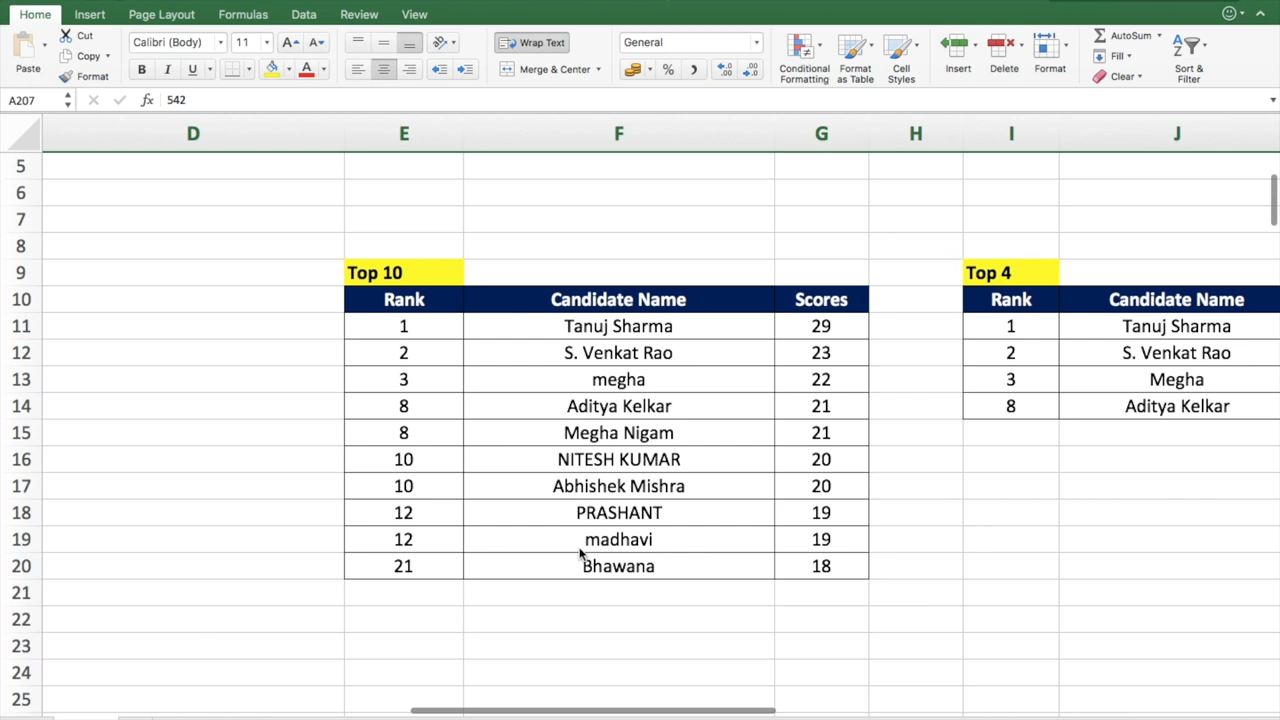 Home Insert Page Layout Formulas Data Review View
Paste
Cut
Copy
Format
Calibri (Body) 11 A A
B I U A
Wrap Text
Merge & Center
General
% )
Conditional Formatting
Format as Table
Cell Styles
Insert
Delete
Format
AutoSum
Fill
Clear
Sort & Filter
A207 fx 542
D E F G H I J
5
6
7
8
9 Top 10 Top 4
10 Rank Candidate Name Scores Rank Candidate Name
11 1 Tanuj Sharma 29 1 Tanuj Sharma
12 2 S. Venkat Rao 23 2 S. Venkat Rao
13 3 megha 22 3 Megha
14 8 Aditya Kelkar 21 8 Aditya Kelkar
15 8 Megha Nigam 21
16 10 NITESH KUMAR 20
17 10 Abhishek Mishra 20
18 12 PRASHANT 19
19 12 madhavi 19
20 21 Bhawana 18
21
22
23
24
25